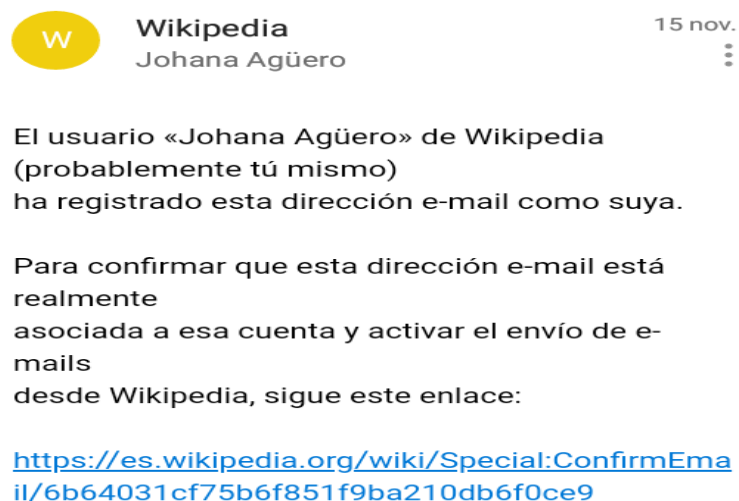 W
Wikipedia
15 nov.
Johana Agüero
El usuario «Johana Agüero» de Wikipedia
(probablemente tú mismo)
ha registrado esta dirección e-mail como suya.
Para confirmar que esta dirección e-mail está
realmente
asociada a esa cuenta y activar el envío de e-
mails
desde Wikipedia, sigue este enlace:
https://es.wikipedia.org/wiki/Special:ConfirmEma
il/6b64031cf75b6f851f9ba210db6f0ce9